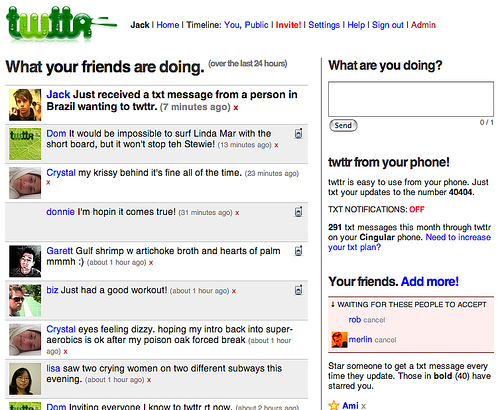 twttr
Jack | Home | Timeline: You, Public | Invite! | Settings | Help | Sign out | Admin
What your friends are doing. (over the last 24 hours)
Jack Just received a txt message from a person in
Brazil wanting to twttr. (7 minutes ago) x
twttr
Dom It would be impossible to surf Linda Mar with the
short board, but it won't stop teh Stewie! (13 minutes ago) x
Crystal my krissy behind it's fine all of the time. (23 minutes ago)
x
donnie I'm hopin it comes true! (31 minutes ago) x
Garett Gulf shrimp w artichoke broth and hearts of palm
mmmh :) (about 1 hour ago) x
biz Just had a good workout! (about 1 hour ago) x
Crystal eyes feeling dizzy. hoping my intro back into super-
aerobics is ok after my poison oak forced break (about 1 hour
ago) x
lisa saw two crying women on two different subways this
evening. (about 1 hour ago) x
Dom Inviting everyone I know to twttr rt now. (about 2 hours ago)
What are you doing?
Send
0 / 1
twttr from your phone!
twttr is easy to use from your phone. Just
txt your updates to the number 40404.
TXT NOTIFICATIONS: OFF
291 txt messages this month through twttr
on your Cingular phone. Need to increase
your txt plan?
Your friends. Add more!
↓ WAITING FOR THESE PEOPLE TO ACCEPT
rob cancel
merlin cancel
Star someone to get a txt message every
time they update. Those in bold (40) have
starred you.
Ami x